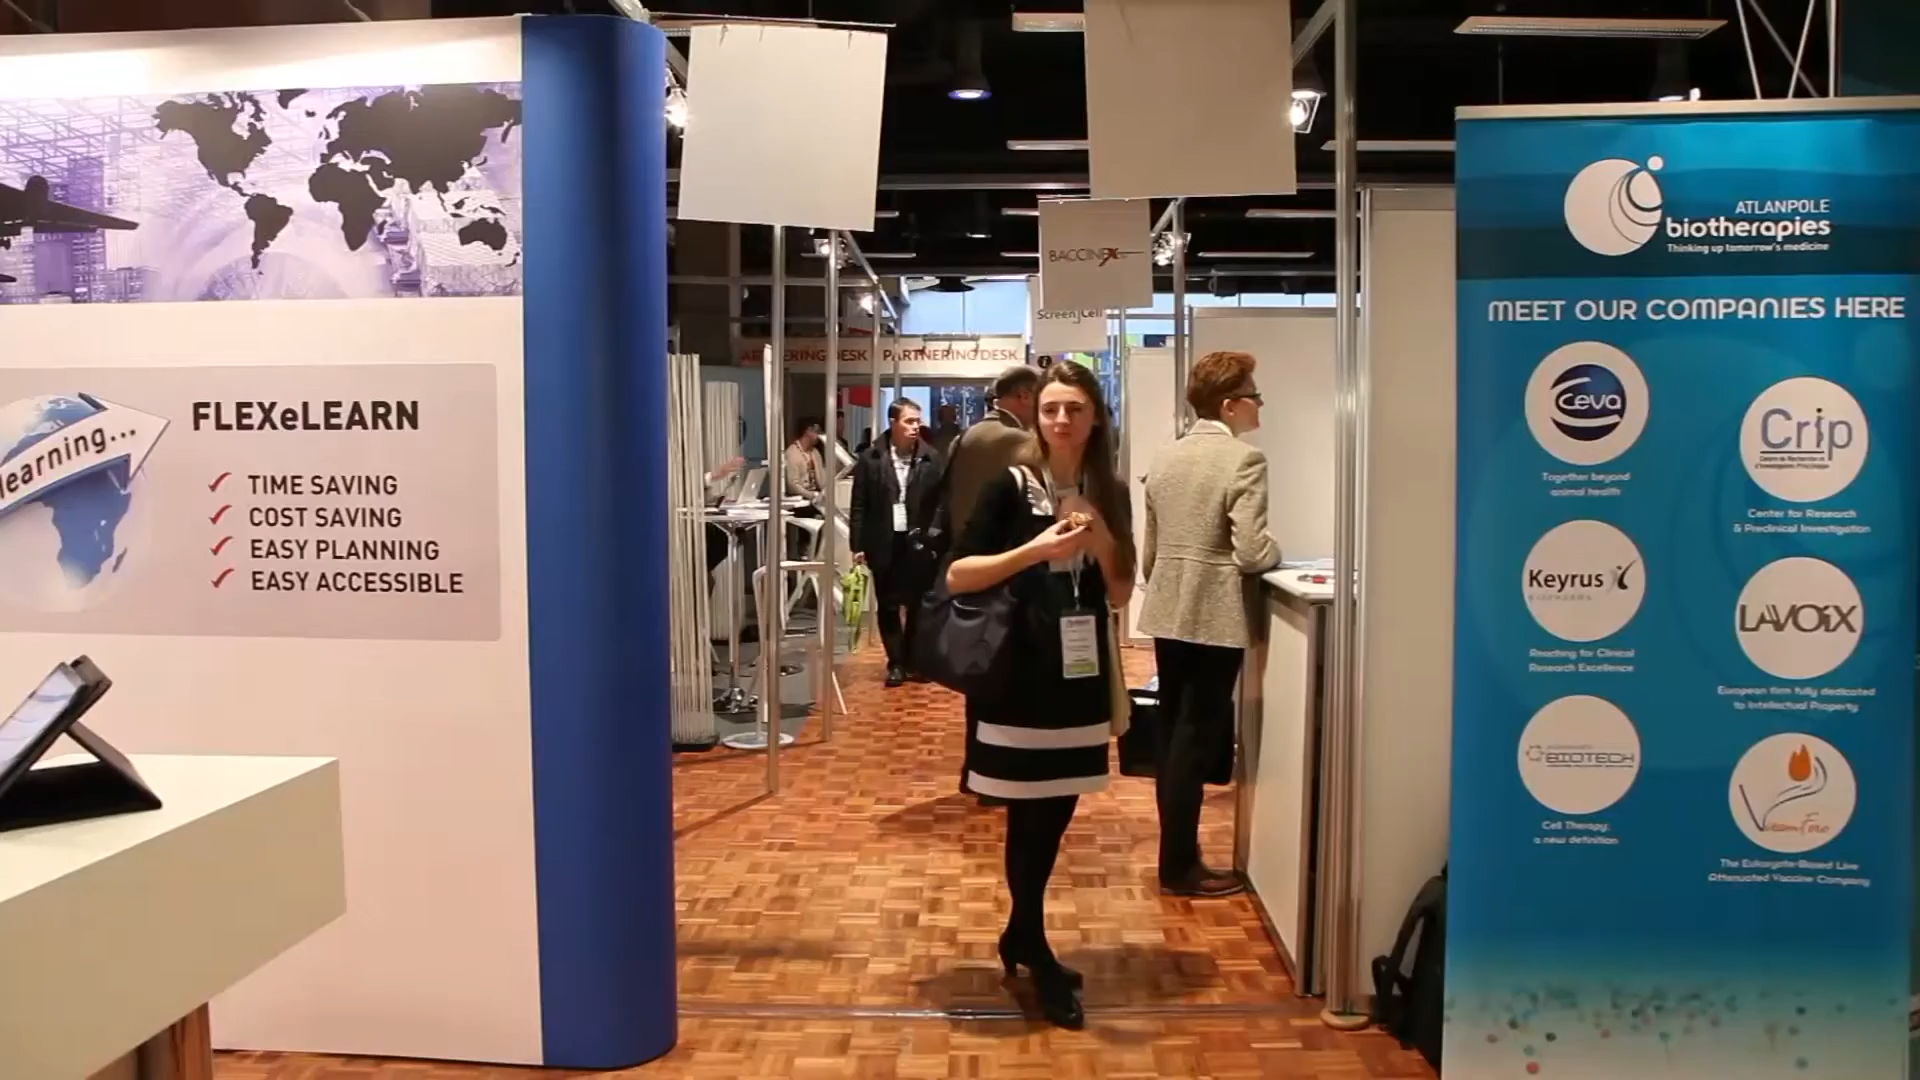 learning...
FLEXeLEARN
TIME SAVING
COST SAVING
EASY PLANNING
EASY ACCESSIBLE
BACCINEX
Screen Cell
PARTNERING DESK
ATLANPOLE
biotherapies
Thinking up tomorrow's medicine
MEET OUR COMPANIES HERE
Ceva
Together beyond
animal health
Crip
Center for Research
& Preclinical Investigation
Keyrus
BIOPHARMA
Reaching for Clinical
Research Excellence
LAVOiX
European firm fully dedicated
to Intellectual Property
BIOTECH
Cell Therapy:
a new definition
The Eukaryote-Based Live
Attenuated Vaccine Company